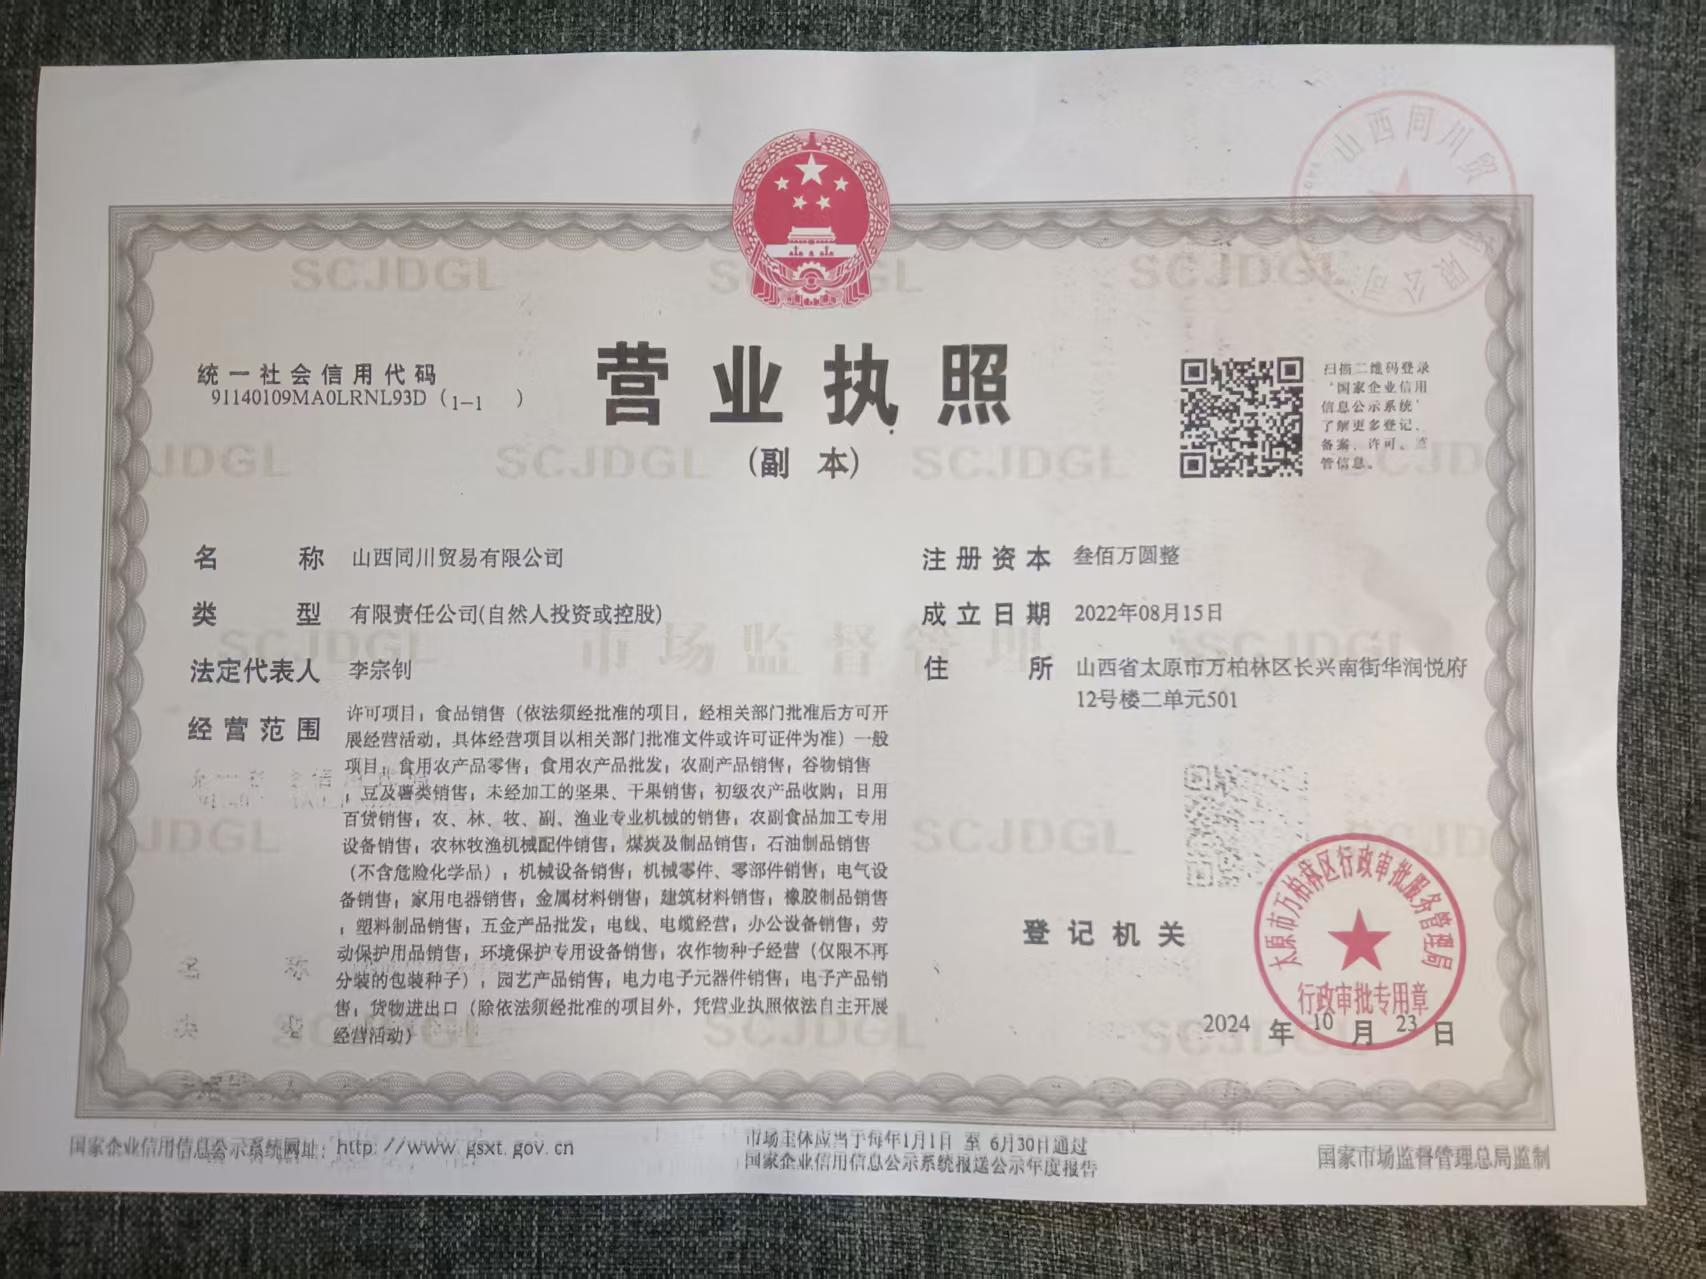 山西同川贸易有限公司
SCJDGL
统一社会信用代码
91140109MA0LRNL93D（1-1　）
营业执照
（副　本）
扫描二维码登录
‘国家企业信用
信息公示系统’
了解更多登记、
备案、许可、监
管信息。
名　　称　山西同川贸易有限公司
类　　型　有限责任公司(自然人投资或控股)
法定代表人　李宗钊
经营范围
许可项目；食品销售（依法须经批准的项目，经相关部门批准后方可开
展经营活动，具体经营项目以相关部门批准文件或许可证件为准）一般
项目；食用农产品零售；食用农产品批发；农副产品销售；谷物销售
；豆及薯类销售；未经加工的坚果、干果销售；初级农产品收购；日用
百货销售；农、林、牧、副、渔业专业机械的销售；农副食品加工专用
设备销售；农林牧渔机械配件销售；煤炭及制品销售；石油制品销售
（不含危险化学品）；机械设备销售；机械零件、零部件销售；电气设
备销售；家用电器销售；金属材料销售；建筑材料销售；橡胶制品销售
；塑料制品销售；五金产品批发；电线、电缆经营；办公设备销售；劳
动保护用品销售；环境保护专用设备销售；农作物种子经营（仅限不再
分装的包装种子）；园艺产品销售；电力电子元器件销售；电子产品销
售；货物进出口（除依法须经批准的项目外，凭营业执照依法自主开展
经营活动）
注册资本　叁佰万圆整
成立日期　2022年08月15日
住　　所　山西省太原市万柏林区长兴南街华润悦府
12号楼二单元501
市场监督管理
登记机关
太原市万柏林区行政审批服务管理局
行政审批专用章
2024 年 10 月 23 日
国家企业信用信息公示系统网址：http://www.gsxt.gov.cn
市场主体应当于每年1月1日 至 6月30日通过
国家企业信用信息公示系统报送公示年度报告
国家市场监督管理总局监制